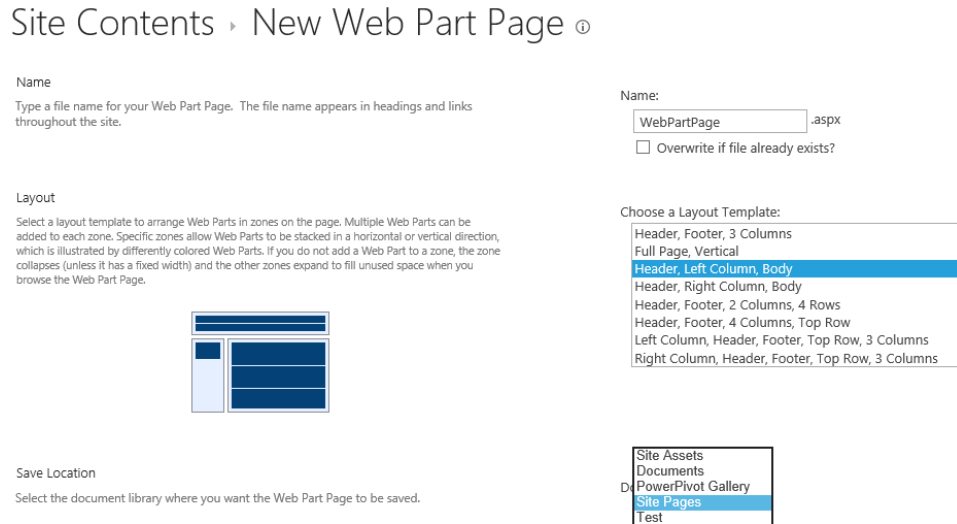 Site Contents ▸ New Web Part Page ⓘ
Name
Type a file name for your Web Part Page. The file name appears in headings and links
throughout the site.
Name:
WebPartPage .aspx
Overwrite if file already exists?
Layout
Select a layout template to arrange Web Parts in zones on the page. Multiple Web Parts can be
added to each zone. Specific zones allow Web Parts to be stacked in a horizontal or vertical direction,
which is illustrated by differently colored Web Parts. If you do not add a Web Part to a zone, the zone
collapses (unless it has a fixed width) and the other zones expand to fill unused space when you
browse the Web Part Page.
Choose a Layout Template:
Header, Footer, 3 Columns
Full Page, Vertical
Header, Left Column, Body
Header, Right Column, Body
Header, Footer, 2 Columns, 4 Rows
Header, Footer, 4 Columns, Top Row
Left Column, Header, Footer, Top Row, 3 Columns
Right Column, Header, Footer, Top Row, 3 Columns
Save Location
Select the document library where you want the Web Part Page to be saved.
Site Assets
Documents
PowerPivot Gallery
Site Pages
Test